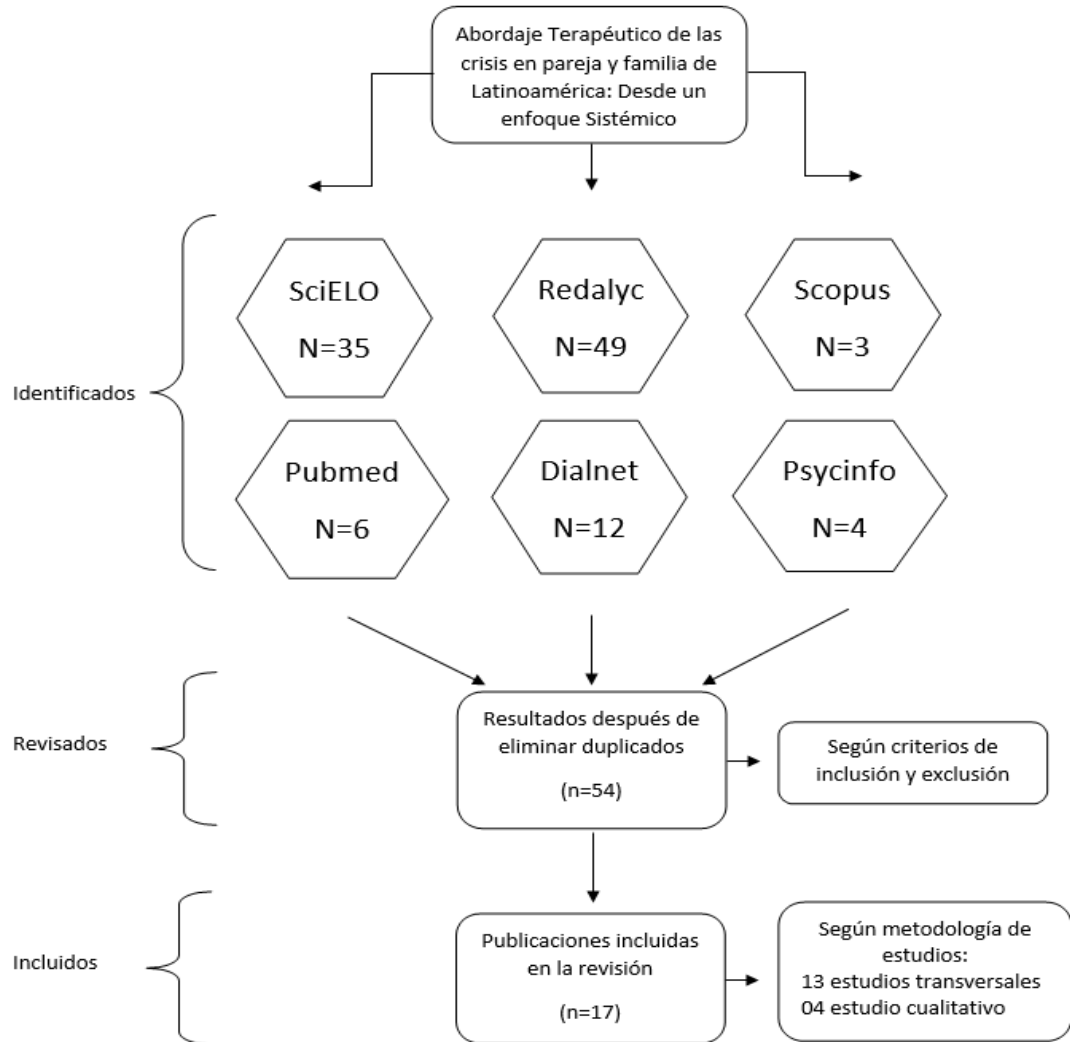 Abordaje Terapéutico de las
crisis en pareja y familia de
Latinoamérica: Desde un
enfoque Sistémico
Identificados
SciELO
N=35
Redalyc
N=49
Scopus
N=3
Pubmed
N=6
Dialnet
N=12
Psycinfo
N=4
Revisados
Resultados después de
eliminar duplicados
(n=54)
Según criterios de
inclusión y exclusión
Incluidos
Publicaciones incluidas
en la revisión
(n=17)
Según metodología de
estudios:
13 estudios transversales
04 estudio cualitativo